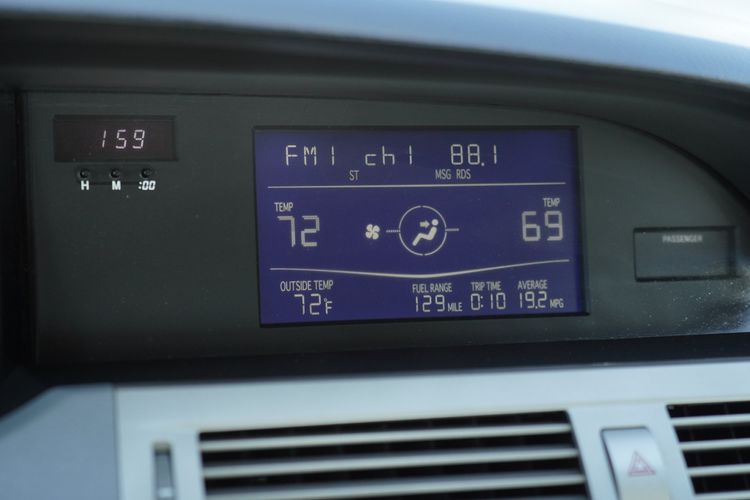 159
H M :00
FM1 ch1 88.1
ST MSG RDS
TEMP TEMP
72 69
OUTSIDE TEMP FUEL RANGE TRIP TIME AVERAGE
72°F 129 MILE 0:10 19.2 MPG
PASSENGER